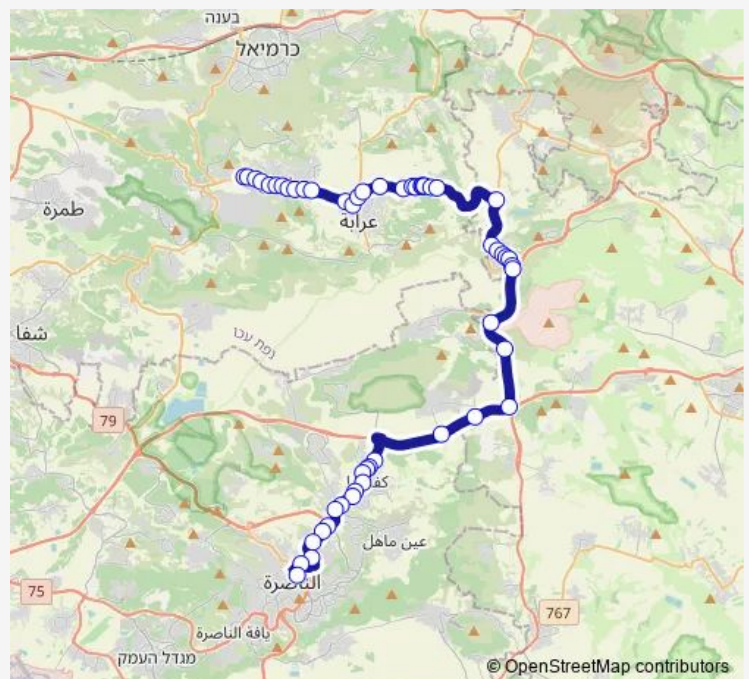 בענה
כרמיאל
طمرة
عرابة
شفا
נפת עכו
79
كفر
عين ماهل
الناصرة
75
767
يافة الناصرة
מגדל העמק
© OpenStreetMap contributors